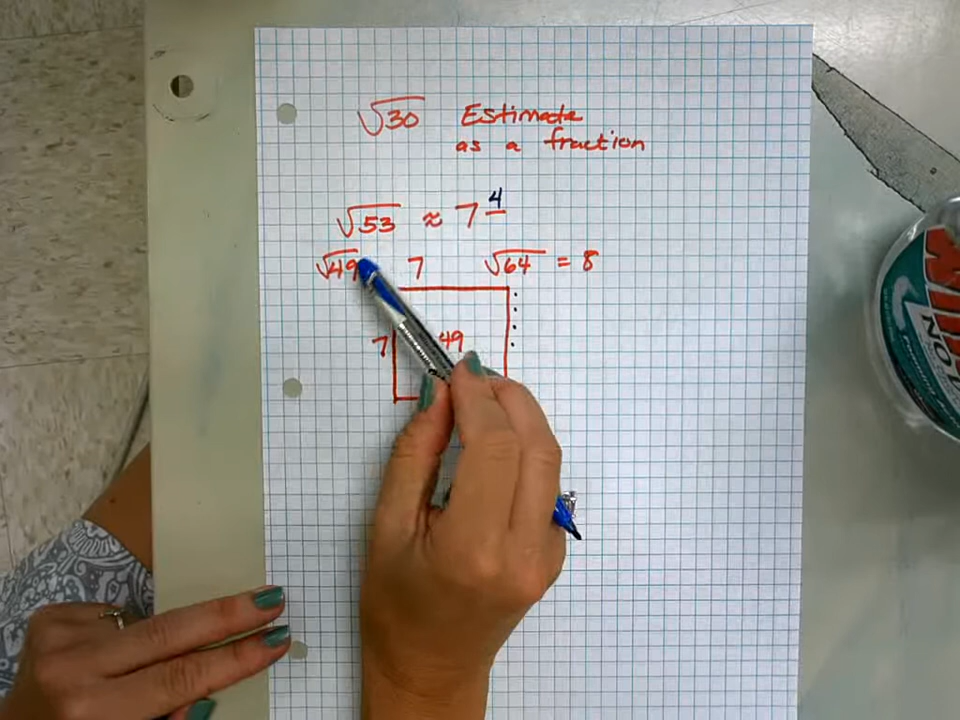 √30 Estimate
as a fraction
√53 ≈ 7 4
√49 7 √64 = 8
7 49